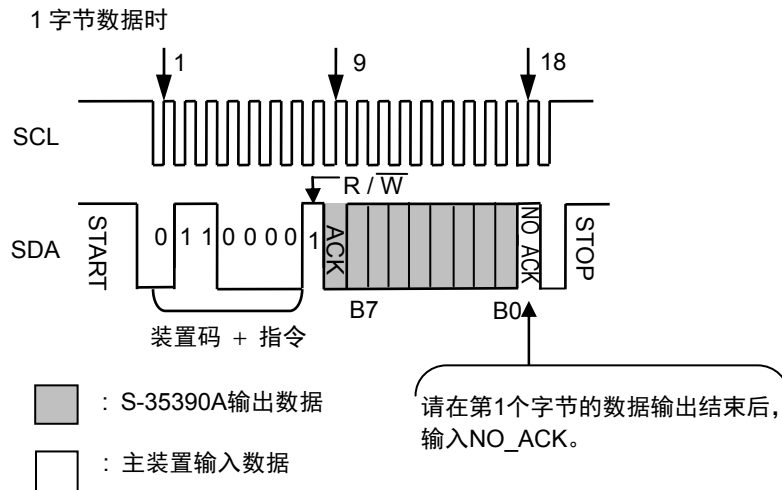 1 字节数据时
1
9
18
SCL
R / W
SDA
START
0 1 1 0 0 0 0 1
ACK
NO ACK
STOP
B7
B0
装置码 + 指令
: S-35390A输出数据
: 主装置输入数据
请在第1个字节的数据输出结束后，
输入NO_ACK。